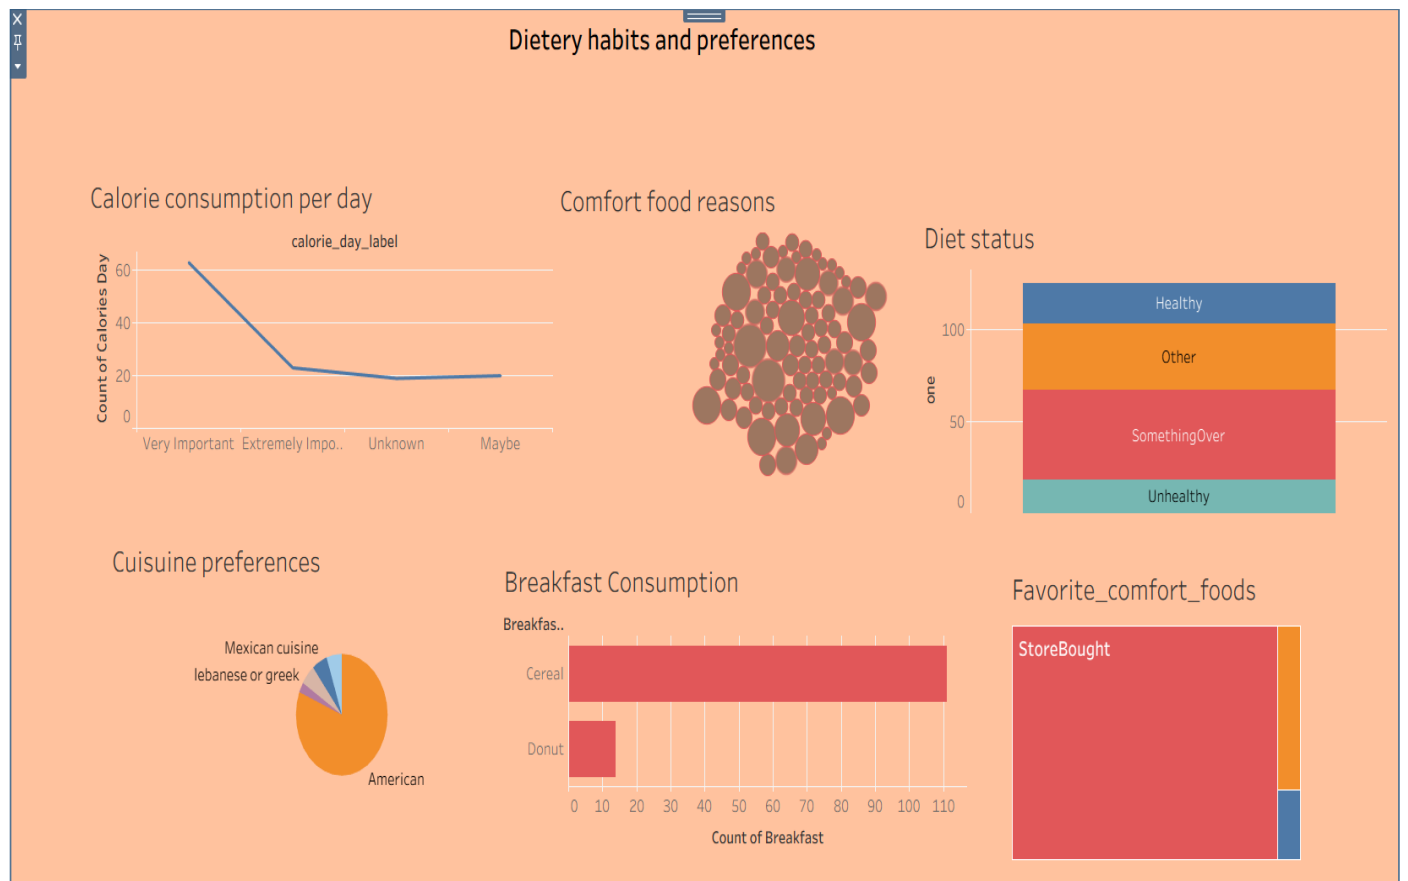 Dietery habits and preferences
Calorie consumption per day
calorie_day_label
Count of Calories Day
60
40
20
0
Very Important
Extremely Impo..
Unknown
Maybe
Comfort food reasons
Diet status
one
100
50
0
Healthy
Other
SomethingOver
Unhealthy
Cuisuine preferences
Mexican cuisine
lebanese or greek
American
Breakfast Consumption
Breakfas..
Cereal
Donut
0 10 20 30 40 50 60 70 80 90 100 110
Count of Breakfast
Favorite_comfort_foods
StoreBought